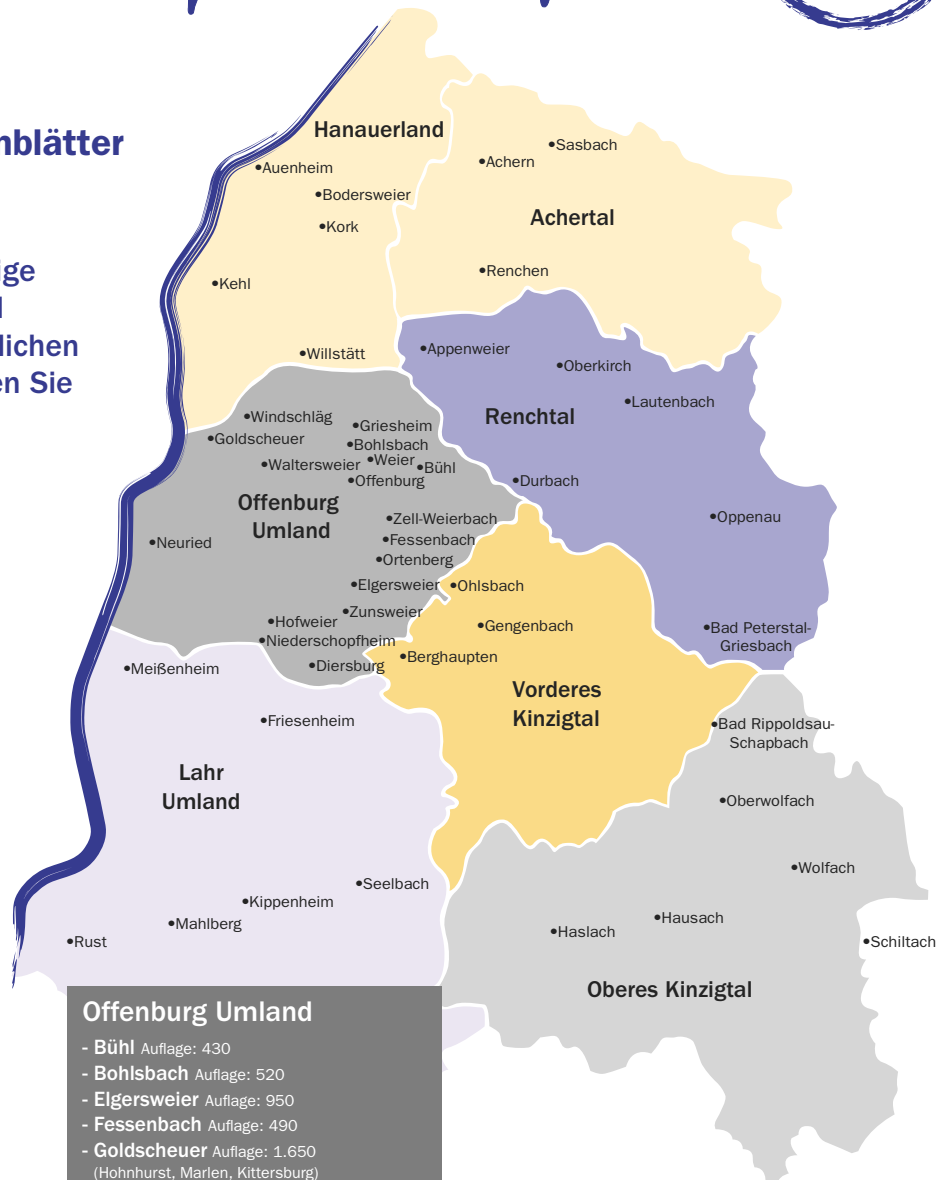 nblätter
ige
lichen
en Sie
Hanauerland
•Auenheim
•Bodersweier
•Kork
•Kehl
•Willstätt
•Sasbach
•Achern
Achertal
•Renchen
•Appenweier
•Oberkirch
•Lautenbach
Renchtal
•Durbach
•Oppenau
•Bad Peterstal-
Griesbach
•Windschläg
•Griesheim
•Goldscheuer
•Bohlsbach
•Weier
•Waltersweier
•Bühl
•Offenburg
Offenburg
Umland
•Zell-Weierbach
•Fessenbach
•Neuried
•Ortenberg
•Elgersweier
•Zunsweier
•Hofweier
•Niederschopfheim
•Diersburg
•Ohlsbach
•Gengenbach
•Berghaupten
Vorderes
Kinzigtal
•Meißenheim
•Friesenheim
Lahr
Umland
•Seelbach
•Kippenheim
•Mahlberg
•Rust
•Bad Rippoldsau-
Schapbach
•Oberwolfach
•Wolfach
•Hausach
•Haslach
•Schiltach
Oberes Kinzigtal
Offenburg Umland
- Bühl Auflage: 430
- Bohlsbach Auflage: 520
- Elgersweier Auflage: 950
- Fessenbach Auflage: 490
- Goldscheuer Auflage: 1.650
(Hohnhurst, Marlen, Kittersburg)